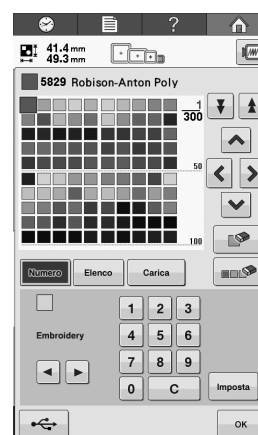 ?
41.4 mm
49.3 mm
5829 Robison-Anton Poly
1
300
50
100
Numero Elenco Carica
1 2 3
Embroidery 4 5 6
7 8 9
0 C Imposta
OK